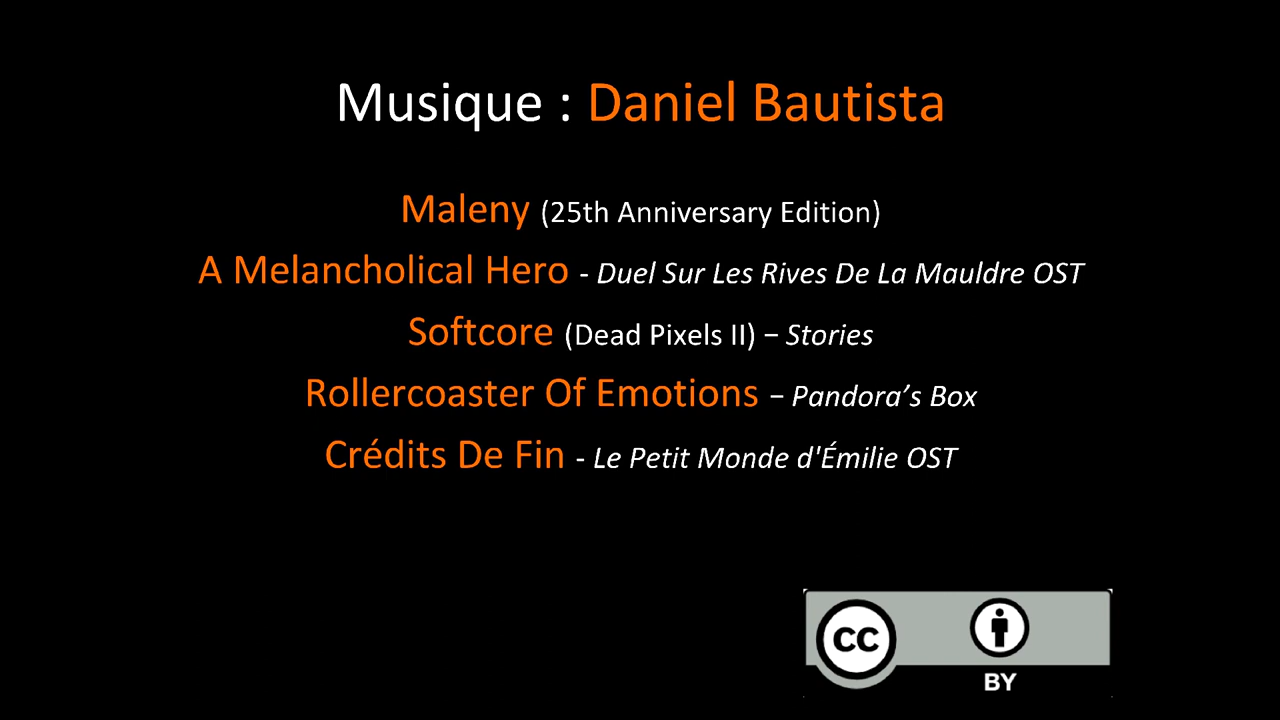 Musique : Daniel Bautista
Maleny (25th Anniversary Edition)
A Melancholical Hero - Duel Sur Les Rives De La Mauldre OST
Softcore (Dead Pixels II) – Stories
Rollercoaster Of Emotions – Pandora’s Box
Crédits De Fin - Le Petit Monde d'Émilie OST
CC
BY